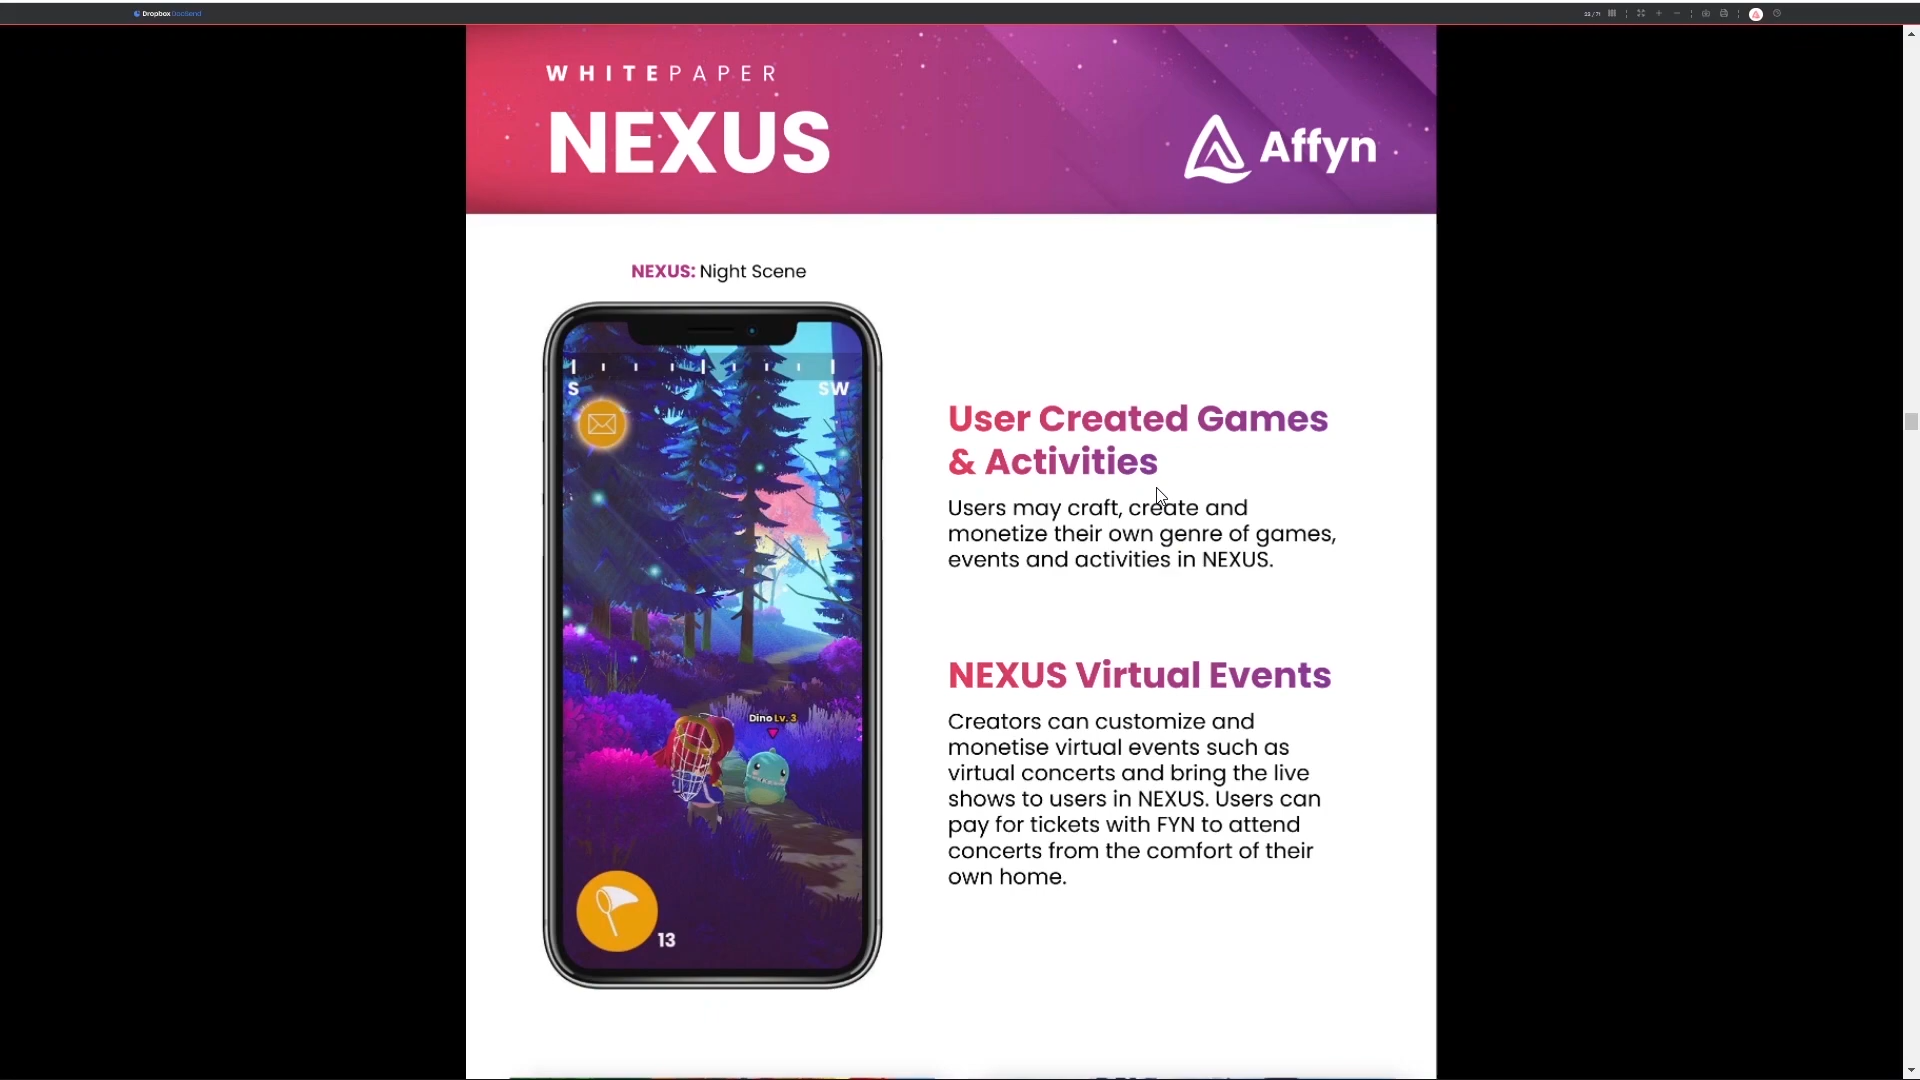 Dropbox DocSend
WHITEPAPER
NEXUS
Affyn
NEXUS: Night Scene
S
SW
Dino Lv. 3
13
User Created Games
& Activities
Users may craft, create and
monetize their own genre of games,
events and activities in NEXUS.
NEXUS Virtual Events
Creators can customize and
monetise virtual events such as
virtual concerts and bring the live
shows to users in NEXUS. Users can
pay for tickets with FYN to attend
concerts from the comfort of their
own home.